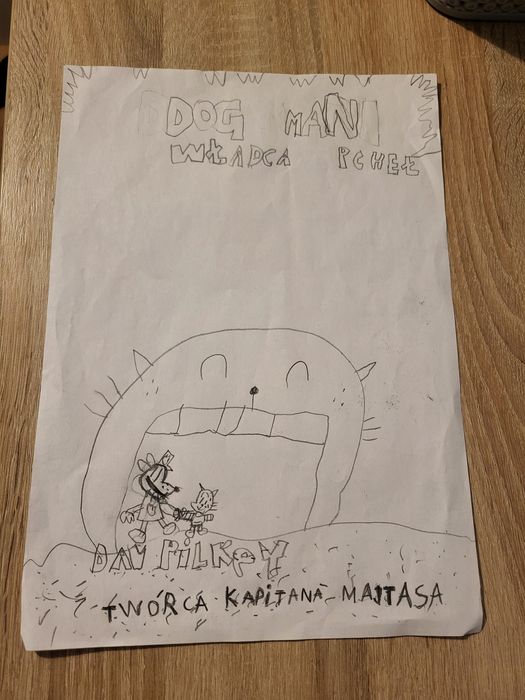 DOG MAN
WŁADCA PCHEŁ
DAV PILKEY
TWÓRCA KAPITANA MAJTASA